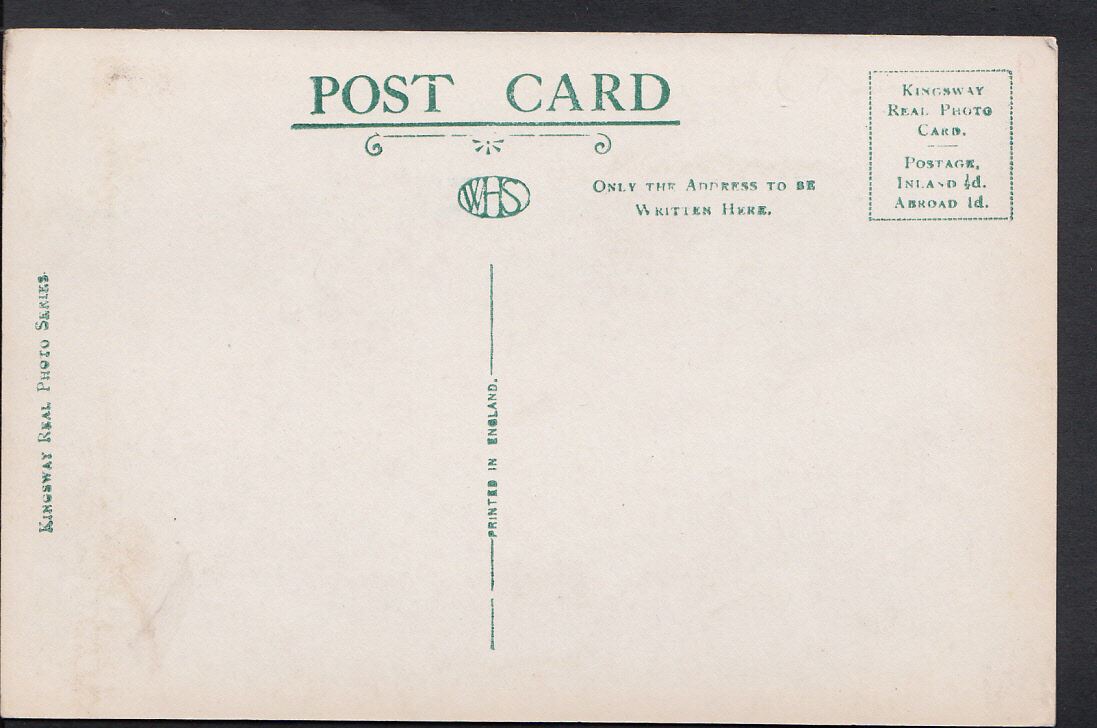 POST CARD
WHS
ONLY THE ADDRESS TO BE
WRITTEN HERE.
KINGSWAY
REAL PHOTO
CARD.
POSTAGE,
INLAND ½d.
ABROAD 1d.
KINGSWAY REAL PHOTO SERIES.
PRINTED IN ENGLAND.